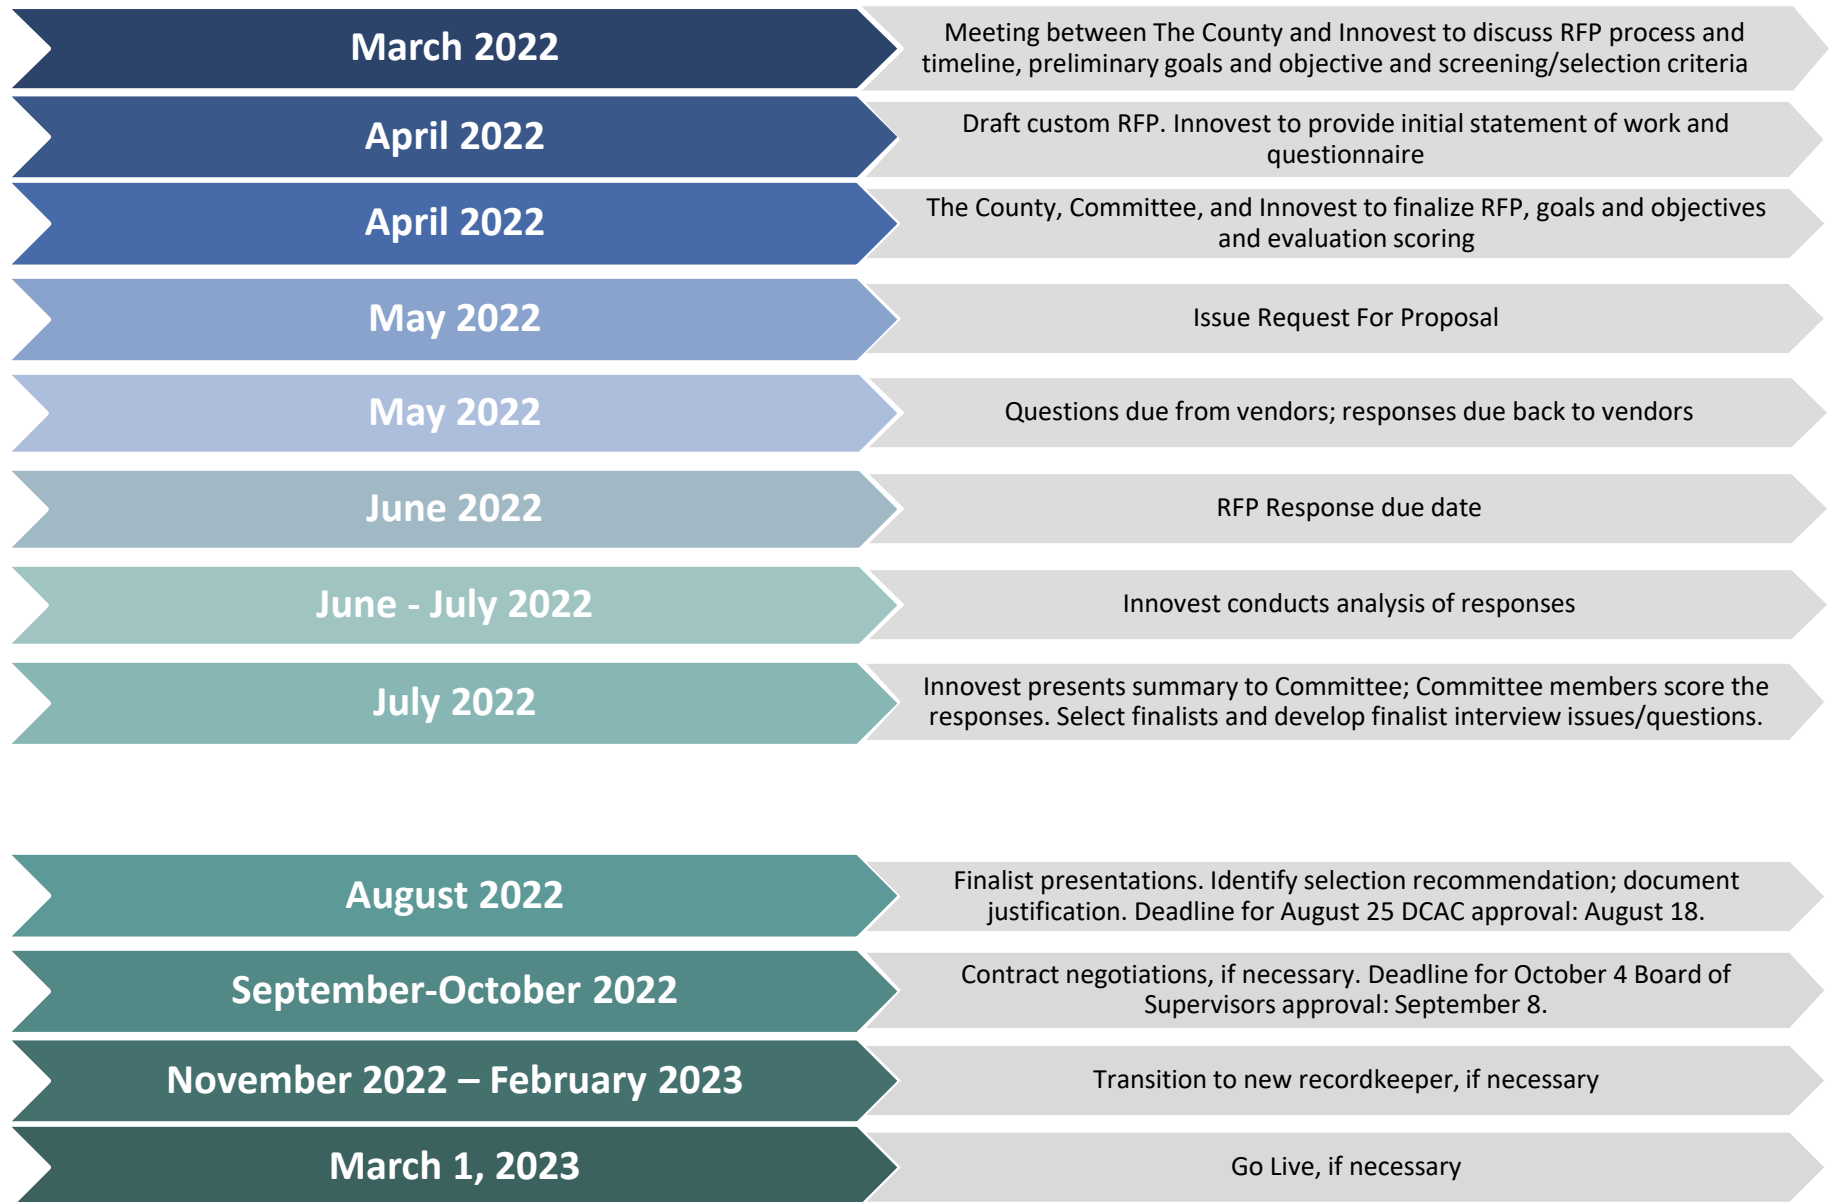 March 2022
Meeting between The County and Innovest to discuss RFP process and
timeline, preliminary goals and objective and screening/selection criteria
April 2022
Draft custom RFP. Innovest to provide initial statement of work and
questionnaire
April 2022
The County, Committee, and Innovest to finalize RFP, goals and objectives
and evaluation scoring
May 2022
Issue Request For Proposal
May 2022
Questions due from vendors; responses due back to vendors
June 2022
RFP Response due date
June - July 2022
Innovest conducts analysis of responses
July 2022
Innovest presents summary to Committee; Committee members score the
responses. Select finalists and develop finalist interview issues/questions.
August 2022
Finalist presentations. Identify selection recommendation; document
justification. Deadline for August 25 DCAC approval: August 18.
September-October 2022
Contract negotiations, if necessary. Deadline for October 4 Board of
Supervisors approval: September 8.
November 2022 – February 2023
Transition to new recordkeeper, if necessary
March 1, 2023
Go Live, if necessary